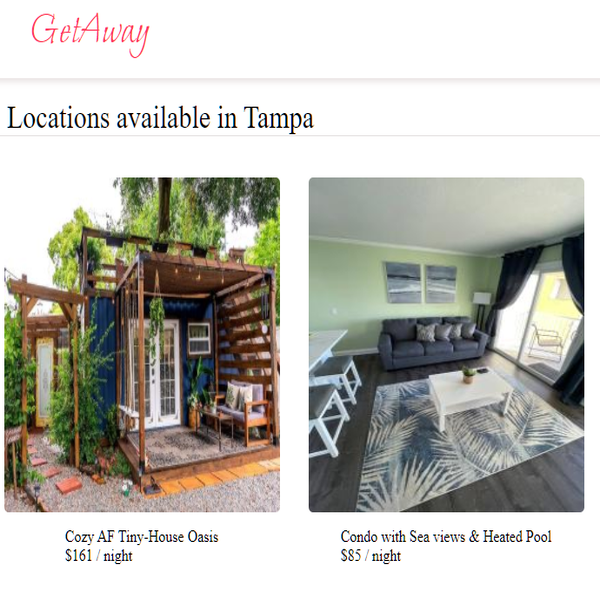 GetAway
Locations available in Tampa
Cozy AF Tiny-House Oasis
$161 / night
Condo with Sea views & Heated Pool
$85 / night